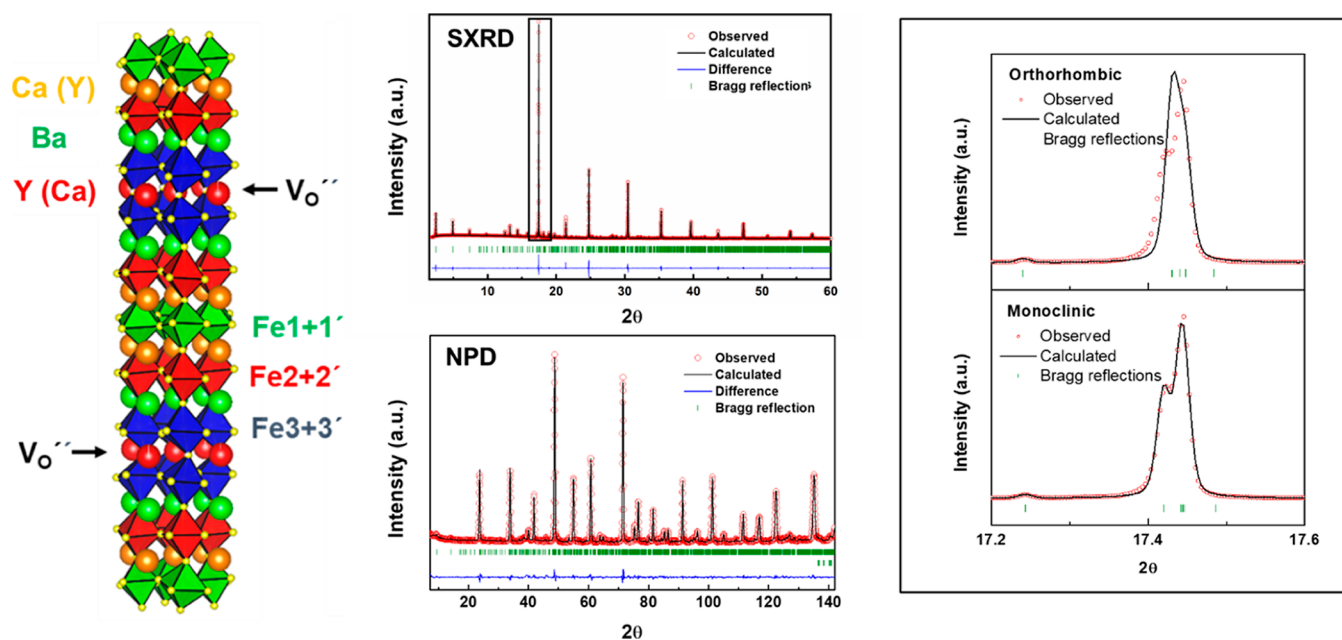 Ca (Y)
Ba
Y (Ca)
VO´´
Fe1+1´
Fe2+2´
Fe3+3´
VO´´
SXRD
Observed
Calculated
Difference
Bragg reflections
Intensity (a.u.)
10 20 30 40 50 60
2θ
NPD
Observed
Calculated
Difference
Bragg reflection
Intensity (a.u.)
20 40 60 80 100 120 140
2θ
Orthorhombic
Observed
Calculated
Bragg reflections
Intensity (a.u.)
Monoclinic
Observed
Calculated
Bragg reflections
Intensity (a.u.)
17.2 17.4 17.6
2θ